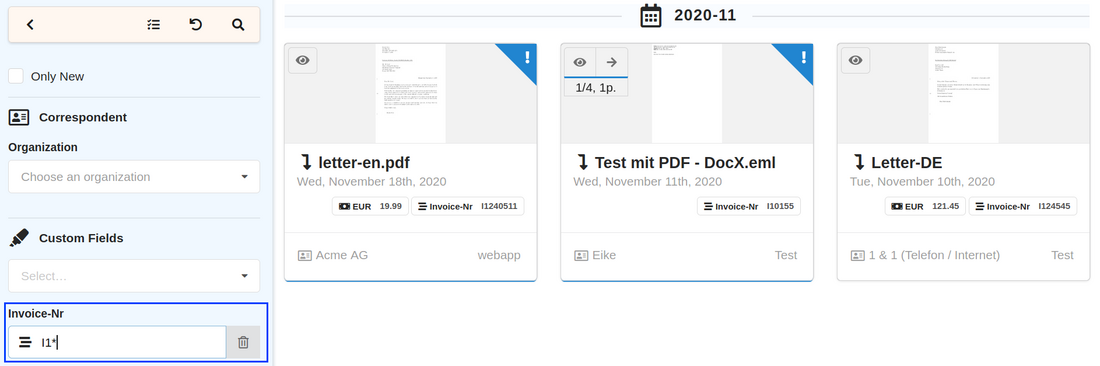 Only New
Correspondent
Organization
Choose an organization
Custom Fields
Select...
Invoice-Nr
I1*
2020-11
letter-en.pdf
Wed, November 18th, 2020
EUR 19.99 Invoice-Nr I1240511
Acme AG webapp
1/4, 1p.
Test mit PDF - DocX.eml
Wed, November 11th, 2020
Invoice-Nr I10155
Eike Test
Letter-DE
Tue, November 10th, 2020
EUR 121.45 Invoice-Nr I124545
1 & 1 (Telefon / Internet) Test